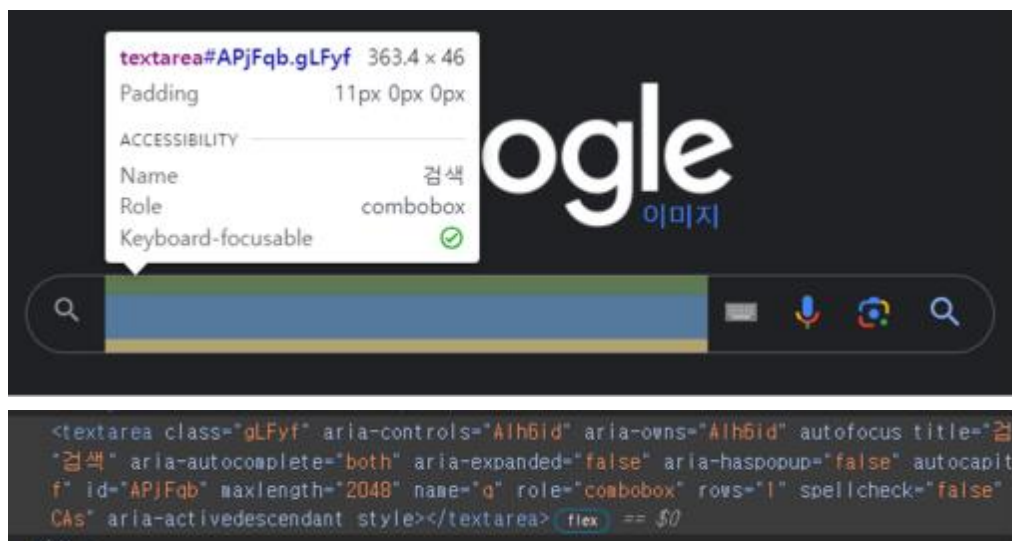 textarea#APjFqb.gLFyf 363.4 × 46
Padding 11px 0px 0px
ACCESSIBILITY
Name 검색
Role combobox
Keyboard-focusable
ogle
이미지
<textarea class="gLFyf" aria-controls="Alh6id" aria-owns="Alh6id" autofocus title="검
"검색" aria-autocomplete="both" aria-expanded="false" aria-haspopup="false" autocapit
f" id="APjFqb" maxlength="2048" name="q" role="combobox" rows="1" spellcheck="false"
CAs" aria-activedescendant style></textarea> flex == $0